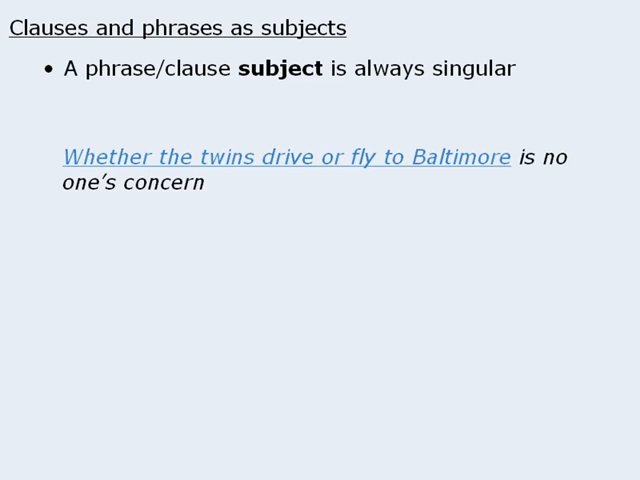 Clauses and phrases as subjects
• A phrase/clause subject is always singular
Whether the twins drive or fly to Baltimore is no
one's concern